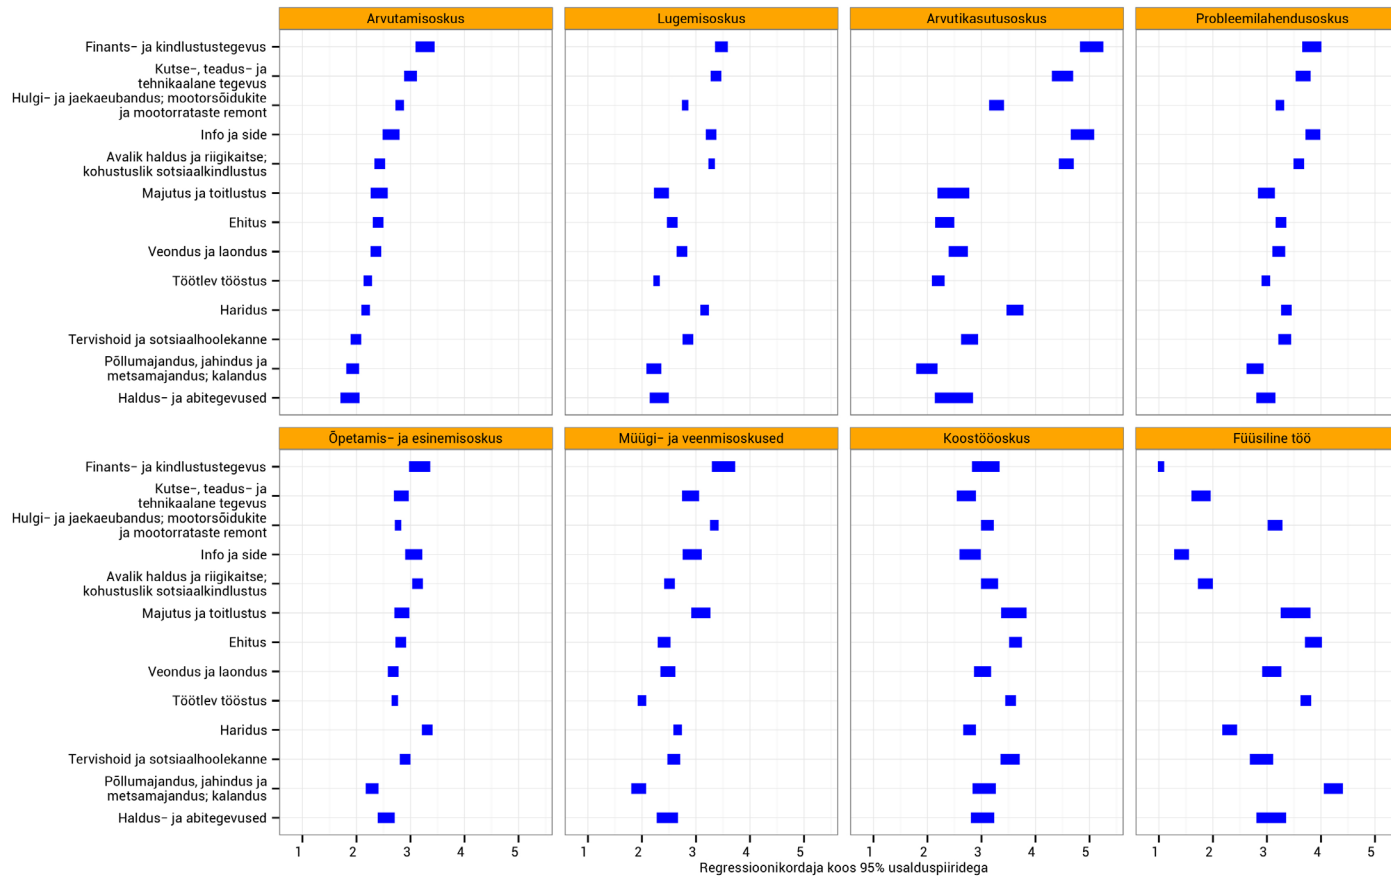 Arvutamisoskus
Lugemisoskus
Arvutikasutusoskus
Probleemilahendusoskus
Finants- ja kindlustustegevus
Kutse-, teadus- ja
tehnikaalane tegevus
Hulgi- ja jaekaeubandus; mootorsõidukite
ja mootorrataste remont
Info ja side
Avalik haldus ja riigikaitse;
kohustuslik sotsiaalkindlustus
Majutus ja toitlustus
Ehitus
Veondus ja laondus
Töötlev tööstus
Haridus
Tervishoid ja sotsiaalhoolekanne
Põllumajandus, jahindus ja
metsamajandus; kalandus
Haldus- ja abitegevused
Õpetamis- ja esinemisoskus
Müügi- ja veenmisoskused
Koostööoskus
Füüsiline töö
Finants- ja kindlustustegevus
Kutse-, teadus- ja
tehnikaalane tegevus
Hulgi- ja jaekaeubandus; mootorsõidukite
ja mootorrataste remont
Info ja side
Avalik haldus ja riigikaitse;
kohustuslik sotsiaalkindlustus
Majutus ja toitlustus
Ehitus
Veondus ja laondus
Töötlev tööstus
Haridus
Tervishoid ja sotsiaalhoolekanne
Põllumajandus, jahindus ja
metsamajandus; kalandus
Haldus- ja abitegevused
1 2 3 4 5
1 2 3 4 5
1 2 3 4 5
1 2 3 4 5
Regressioonikordaja koos 95% usalduspiiridega